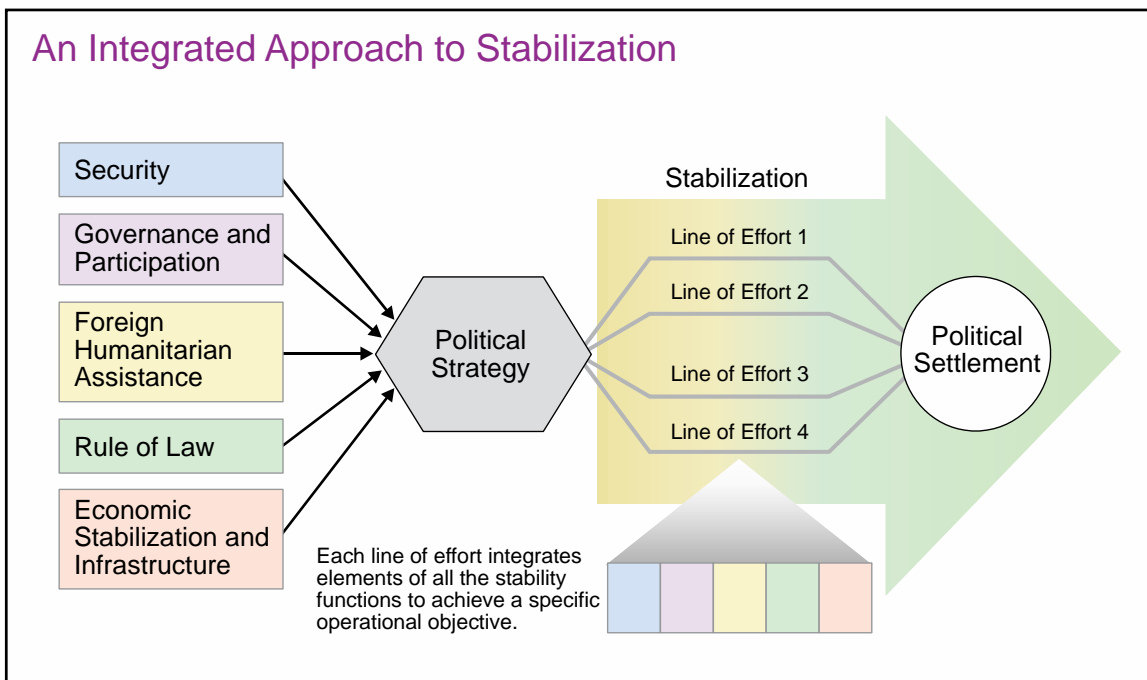 An Integrated Approach to Stabilization
Security
Governance and
Participation
Foreign
Humanitarian
Assistance
Rule of Law
Economic
Stabilization and
Infrastructure
Political
Strategy
Stabilization
Line of Effort 1
Line of Effort 2
Line of Effort 3
Line of Effort 4
Political
Settlement
Each line of effort integrates
elements of all the stability
functions to achieve a specific
operational objective.